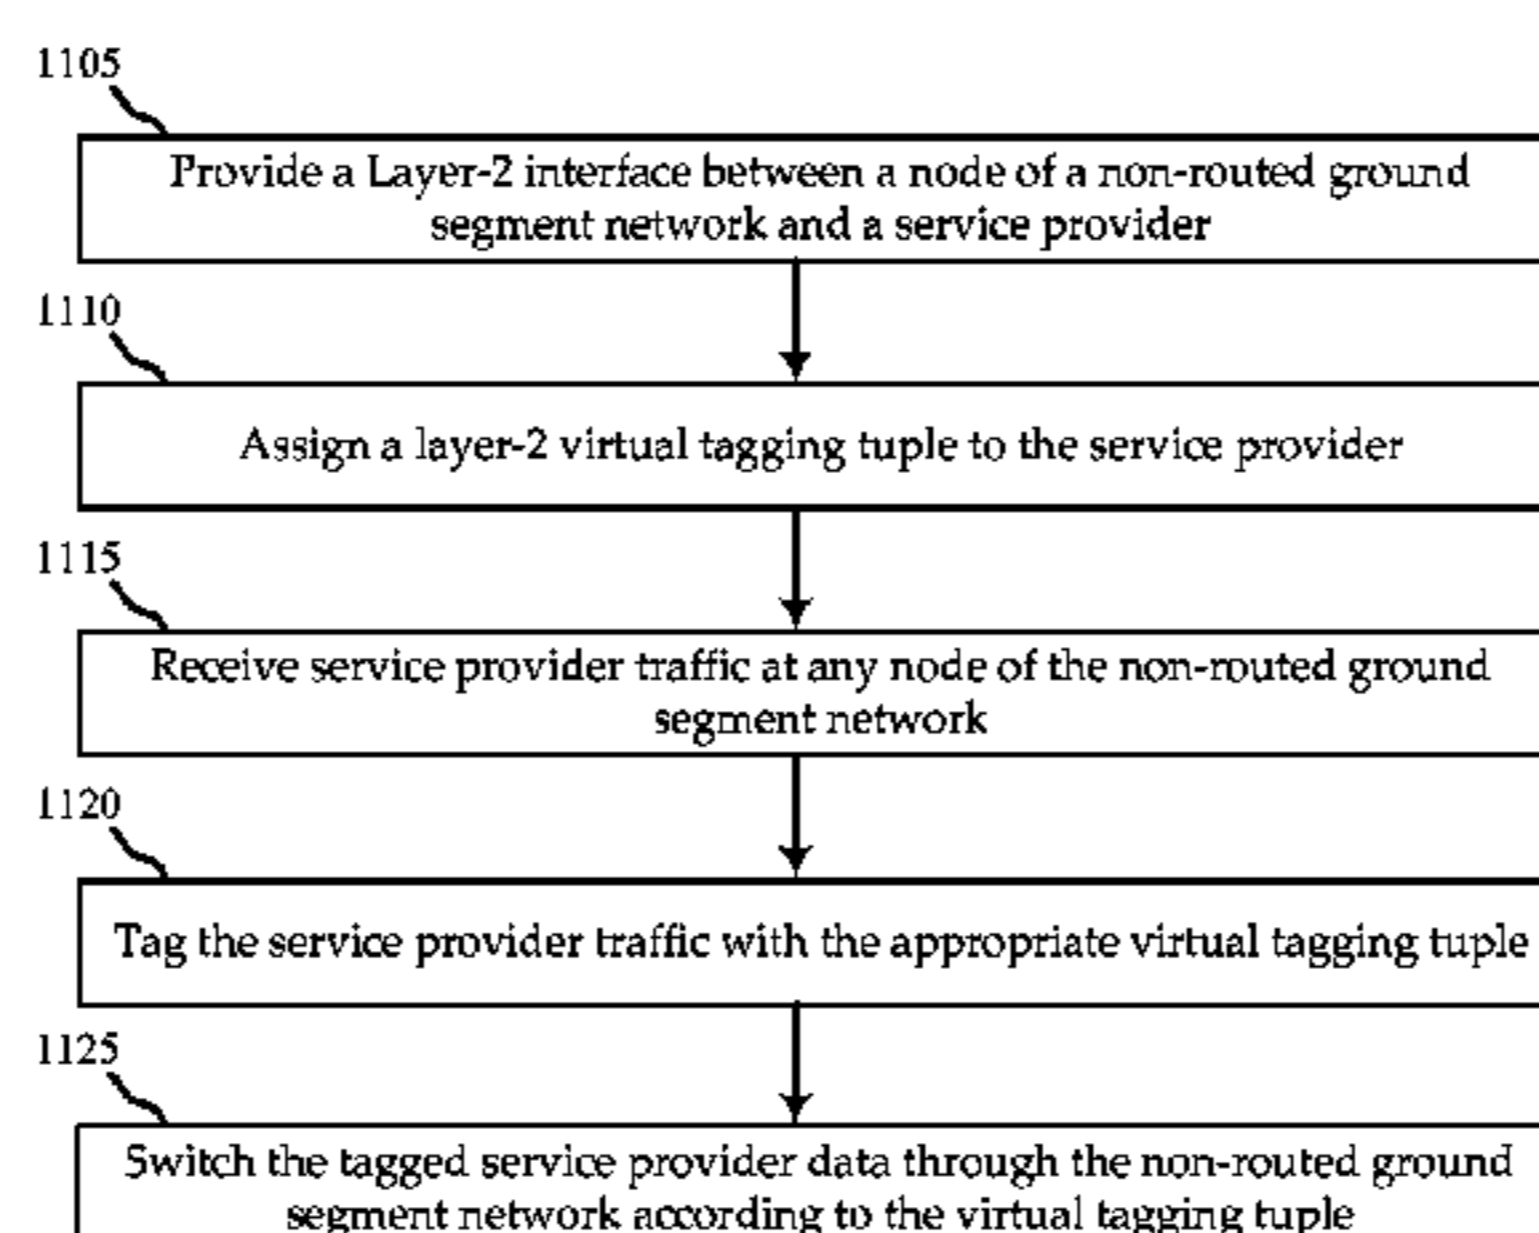 1105
Provide a Layer-2 interface between a node of a non-routed ground
segment network and a service provider
1110
Assign a layer-2 virtual tagging tuple to the service provider
1115
Receive service provider traffic at any node of the non-routed ground
segment network
1120
Tag the service provider traffic with the appropriate virtual tagging tuple
1125
Switch the tagged service provider data through the non-routed ground
segment network according to the virtual tagging tuple